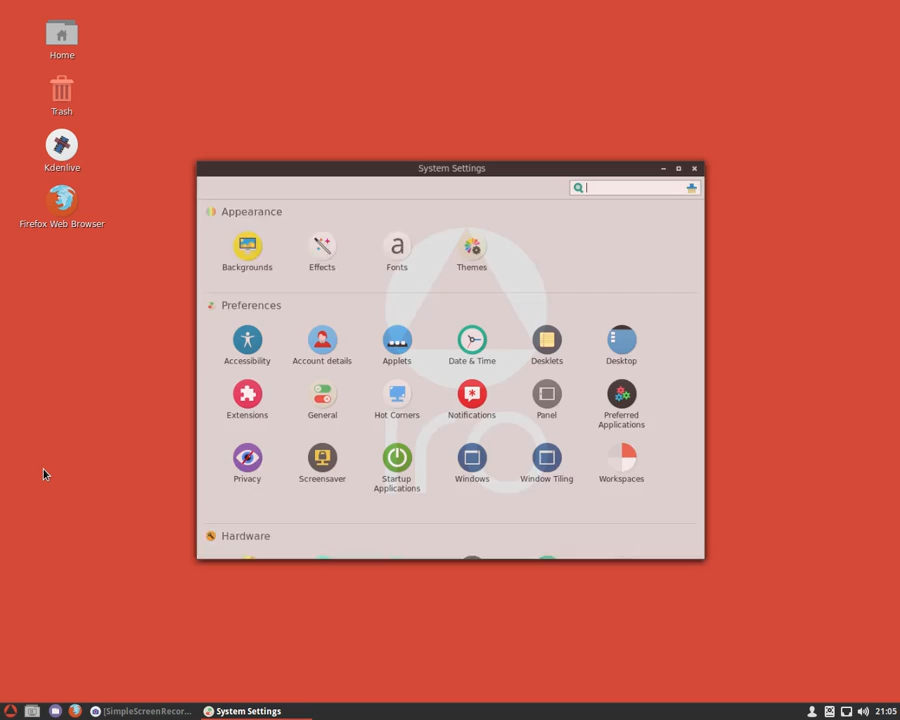 Home
Trash
Kdenlive
Firefox Web Browser
System Settings
Appearance
Backgrounds
Effects
Fonts
Themes
Preferences
Accessibility
Account details
Applets
Date & Time
Desklets
Desktop
Extensions
General
Hot Corners
Notifications
Panel
Preferred
Applications
Privacy
Screensaver
Startup
Applications
Windows
Window Tiling
Workspaces
Hardware
[SimpleScreenRecor...
System Settings
21:05